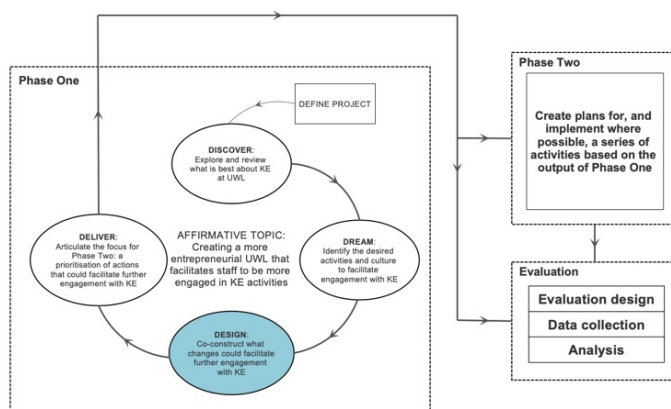 Phase One
DEFINE PROJECT
DISCOVER:
Explore and review
what is best about KE
at UWL
AFFIRMATIVE TOPIC:
Creating a more
entrepreneurial UWL that
facilitates staff to be more
engaged in KE activities
DREAM:
Identify the desired
activities and culture to
facilitate
engagement with KE
DESIGN:
Co-construct what
changes could facilitate
further engagement
with KE
DELIVER:
Articulate the focus for
Phase Two: a
prioritisation of actions
that could facilitate further
engagement with KE
Phase Two
Create plans for, and
implement where
possible, a series of
activities based on the
output of Phase One
Evaluation
Evaluation design
Data collection
Analysis